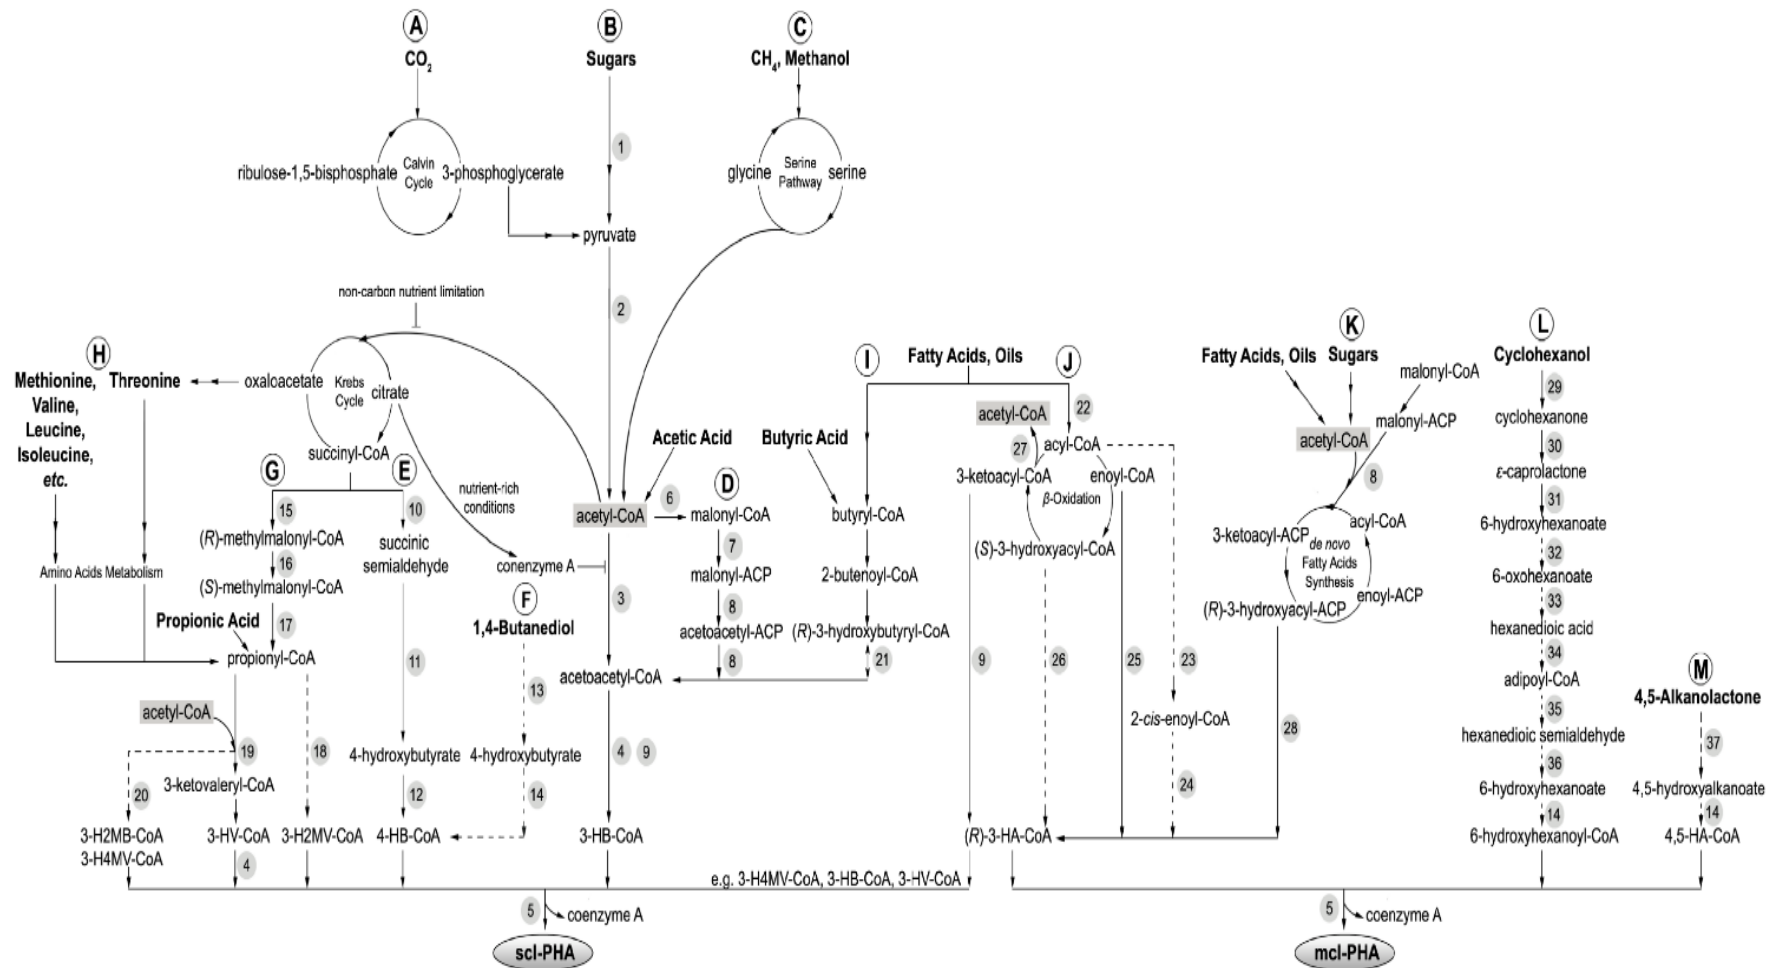 A
CO2
B
Sugars
C
CH4, Methanol
1
ribulose-1,5-bisphosphate
Calvin
Cycle
3-phosphoglycerate
glycine
Serine
Pathway
serine
pyruvate
non-carbon nutrient limitation
2
H
Methionine,
Valine,
Leucine,
Isoleucine,
etc.
Threonine
oxaloacetate
Krebs
Cycle
citrate
succinyl-CoA
G
E
15
10
(R)-methylmalonyl-CoA
succinic
semialdehyde
16
(S)-methylmalonyl-CoA
Amino Acids Metabolism
Propionic Acid
17
propionyl-CoA
nutrient-rich
conditions
conenzyme A
F
1,4-Butanediol
acetyl-CoA
Acetic Acid
6
D
malonyl-CoA
7
malonyl-ACP
3
8
acetoacetyl-ACP
8
acetoacetyl-CoA
I
Fatty Acids, Oils
J
Butyric Acid
butyryl-CoA
2-butenoyl-CoA
(R)-3-hydroxybutyryl-CoA
21
22
acetyl-CoA
27
acyl-CoA
3-ketoacyl-CoA
enoyl-CoA
β-Oxidation
(S)-3-hydroxyacyl-CoA
9
26
25
23
2-cis-enoyl-CoA
24
K
Fatty Acids, Oils
Sugars
malonyl-CoA
malonyl-ACP
acetyl-CoA
8
3-ketoacyl-ACP
acyl-CoA
de novo
Fatty Acids
Synthesis
enoyl-ACP
(R)-3-hydroxyacyl-ACP
28
L
Cyclohexanol
29
cyclohexanone
30
ε-caprolactone
31
6-hydroxyhexanoate
32
6-oxohexanoate
33
hexanedioic acid
34
adipoyl-CoA
35
hexanedioic semialdehyde
36
6-hydroxyhexanoate
14
6-hydroxyhexanoyl-CoA
M
4,5-Alkanolactone
37
4,5-hydroxyalkanoate
14
4,5-HA-CoA
acetyl-CoA
19
18
11
13
3-ketovaleryl-CoA
4-hydroxybutyrate
4-hydroxybutyrate
4
9
20
12
14
3-H2MB-CoA
3-H4MV-CoA
3-HV-CoA
3-H2MV-CoA
4-HB-CoA
3-HB-CoA
(R)-3-HA-CoA
4
e.g. 3-H4MV-CoA, 3-HB-CoA, 3-HV-CoA
5
coenzyme A
scl-PHA
5
coenzyme A
mcl-PHA